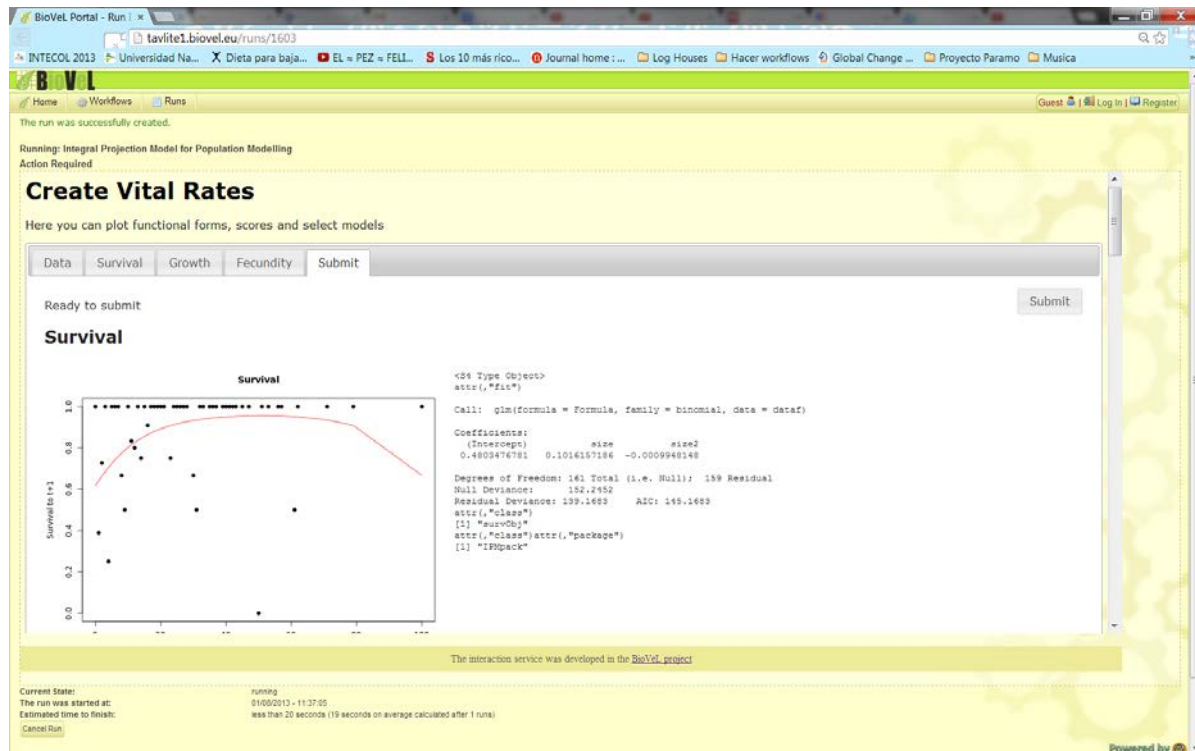 BioVeL Portal - Run I ×
tavlite1.biovel.eu/runs/1603
INTECOL 2013 Universidad Na... Dieta para baja... EL = PEZ = FELI... Los 10 más rico... Journal home : ... Log Houses Hacer workflows Global Change ... Proyecto Paramo Musica
BioVeL
Home Workflows Runs Guest | Log In | Register
The run was successfully created.
Running: Integral Projection Model for Population Modelling
Action Required
Create Vital Rates
Here you can plot functional forms, scores and select models
Data Survival Growth Fecundity Submit
Ready to submit Submit
Survival
Survival
Survival to t+1
1.0
0.8
0.6
0.4
0.2
0.0
<S4 Type Object>
attr(,"fit")
Call: glm(formula = Formula, family = binomial, data = dataf)
Coefficients:
(Intercept) size size2
0.4803476781 0.1016157186 -0.0009948148
Degrees of Freedom: 161 Total (i.e. Null); 159 Residual
Null Deviance: 152.2452
Residual Deviance: 139.1683 AIC: 145.1683
attr(,"class")
[1] "survObj"
attr(,"class")attr(,"package")
[1] "IPMpack"
The interaction service was developed in the BioVeL project
Current State: running
The run was started at: 01/08/2013 - 11:37:05
Estimated time to finish: less than 20 seconds (19 seconds on average calculated after 1 runs)
Cancel Run
Powered by